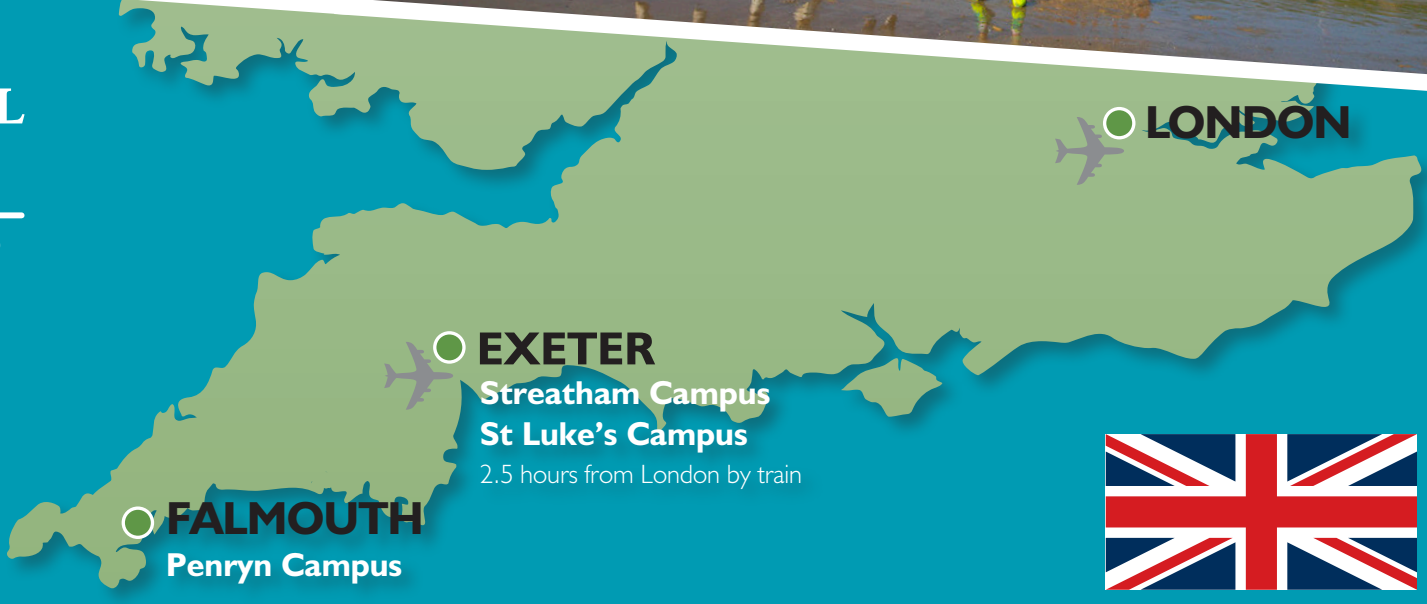 L
LONDON
EXETER
Streatham Campus
St Luke's Campus
2.5 hours from London by train
FALMOUTH
Penryn Campus